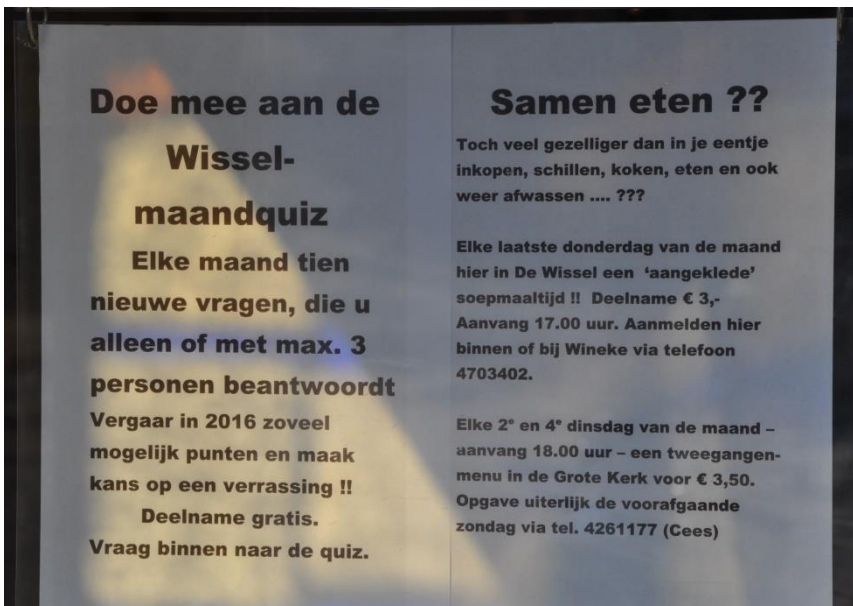 Doe mee aan de
Wissel-
maandquiz
Elke maand tien
nieuwe vragen, die u
alleen of met max. 3
personen beantwoordt
Vergaar in 2016 zoveel
mogelijk punten en maak
kans op een verrassing !!
Deelname gratis.
Vraag binnen naar de quiz.
Samen eten ??
Toch veel gezelliger dan in je eentje
inkopen, schillen, koken, eten en ook
weer afwassen .... ???
Elke laatste donderdag van de maand
hier in De Wissel een ‘aangeklede’
soepmaaltijd !! Deelname € 3,-
Aanvang 17.00 uur. Aanmelden hier
binnen of bij Wineke via telefoon
4703402.
Elke 2e en 4e dinsdag van de maand –
aanvang 18.00 uur – een tweegangen-
menu in de Grote Kerk voor € 3,50.
Opgave uiterlijk de voorafgaande
zondag via tel. 4261177 (Cees)